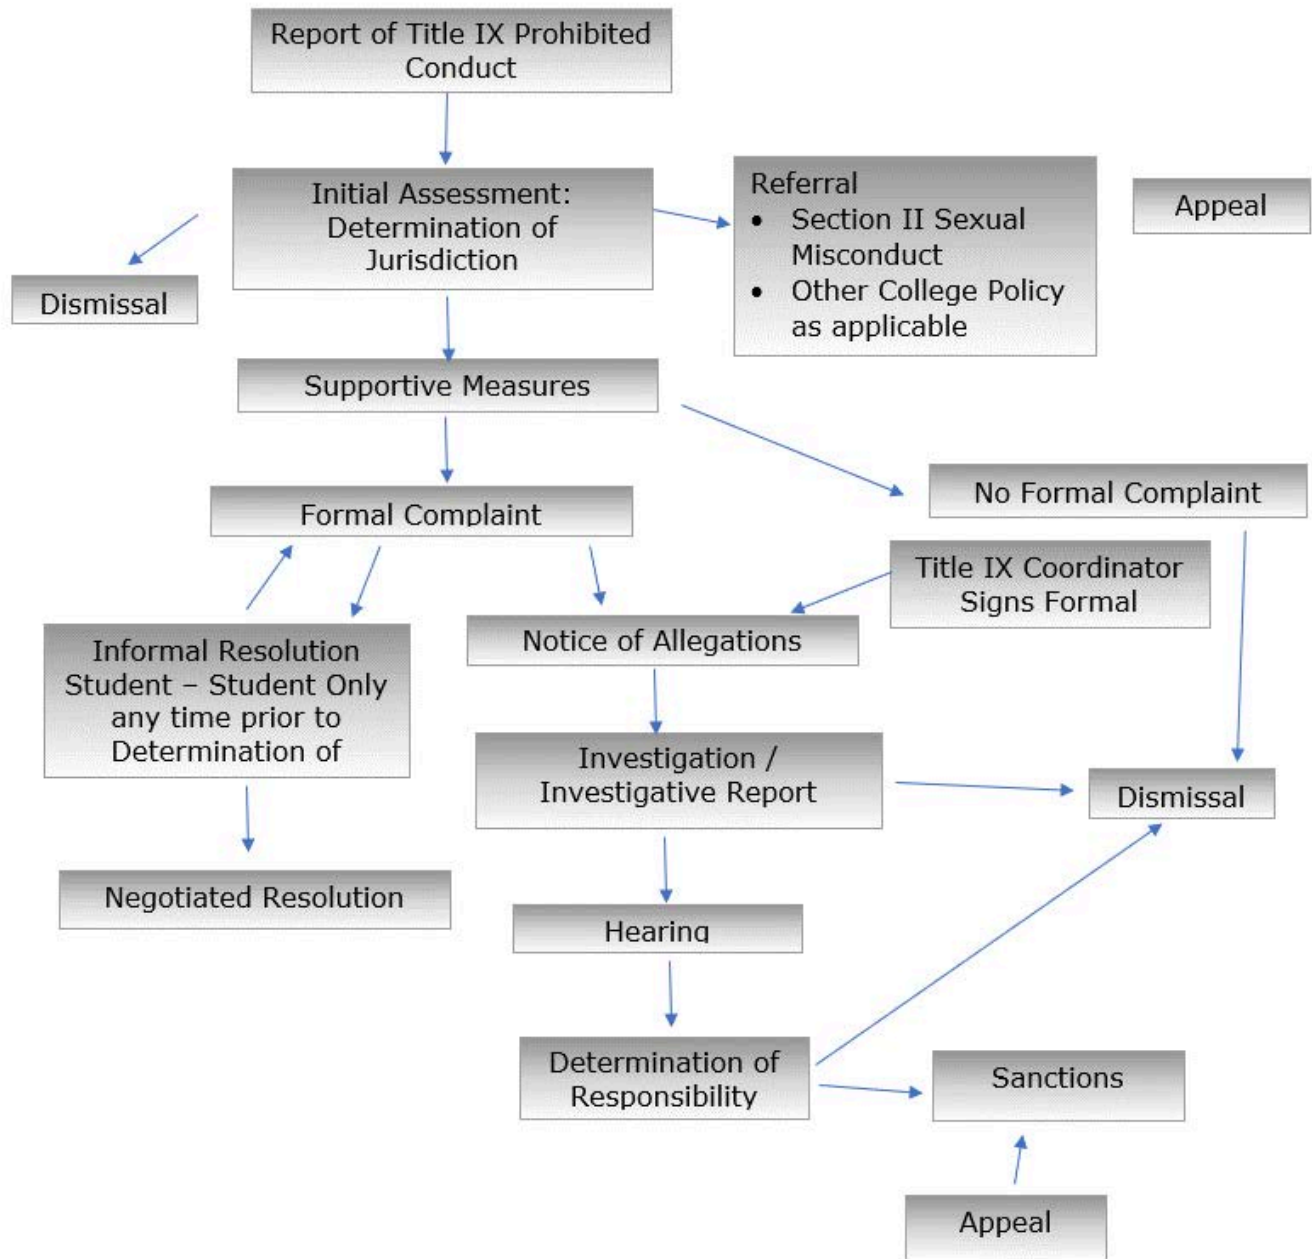 Report of Title IX Prohibited
Conduct
Initial Assessment:
Determination of
Jurisdiction
Referral
• Section II Sexual
Misconduct
• Other College Policy
as applicable
Appeal
Dismissal
Supportive Measures
No Formal Complaint
Formal Complaint
Title IX Coordinator
Signs Formal
Informal Resolution
Student – Student Only
any time prior to
Determination of
Notice of Allegations
Investigation /
Investigative Report
Dismissal
Negotiated Resolution
Hearing
Determination of
Responsibility
Sanctions
Appeal